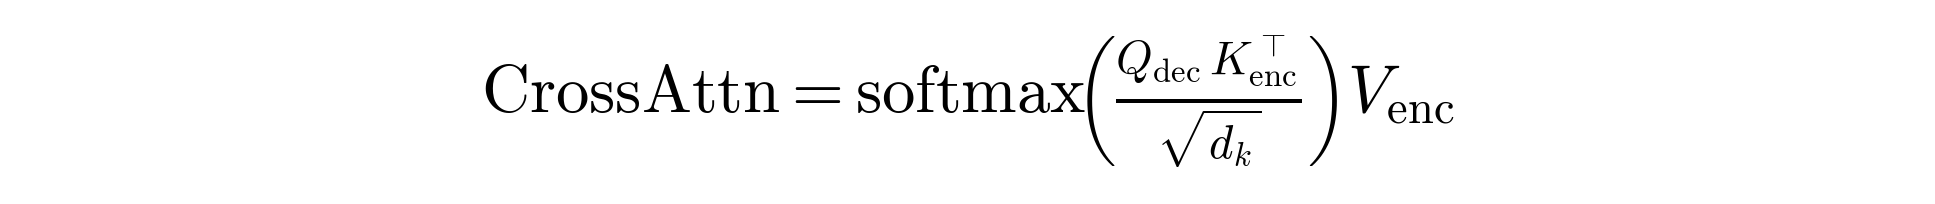 CrossAttn = softmax(Q_dec K_enc^⊤ / √d_k) V_enc